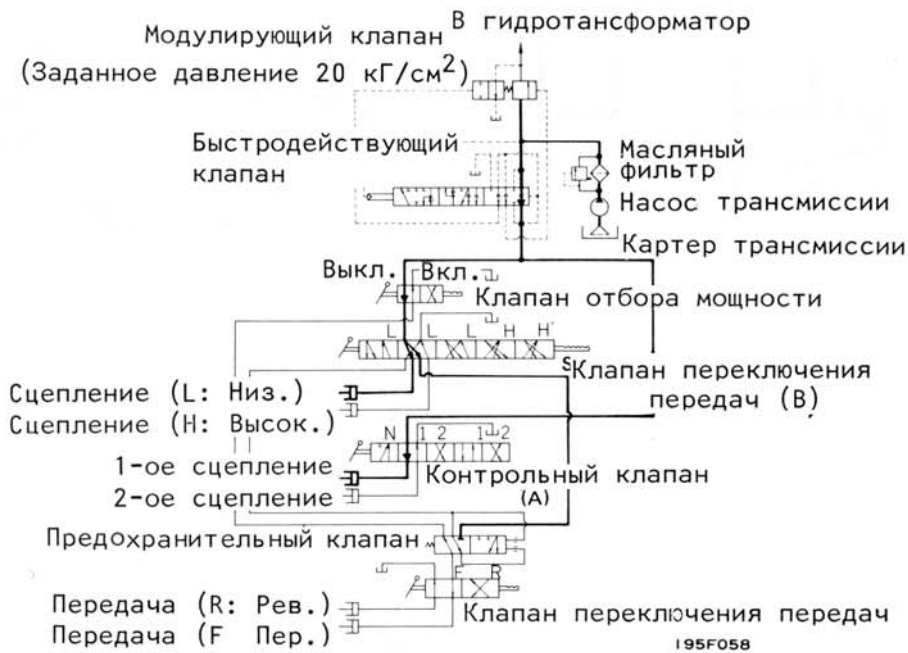 В гидротансформатор
Модулирующий клапан
(Заданное давление 20 кГ/см²)
Быстродействующий
клапан
Масляный
фильтр
Насос трансмиссии
Картер трансмиссии
Выкл. Вкл.
Клапан отбора мощности
L L L H H
S
Клапан переключения
передач (В)
Сцепление (L: Низ.)
Сцепление (H: Высок.)
N 1 2 1 2
1-ое сцепление
2-ое сцепление
Контрольный клапан
(A)
Предохранительный клапан
F R
Передача (R: Рев.)
Передача (F Пер.)
Клапан переключения передач
195F058